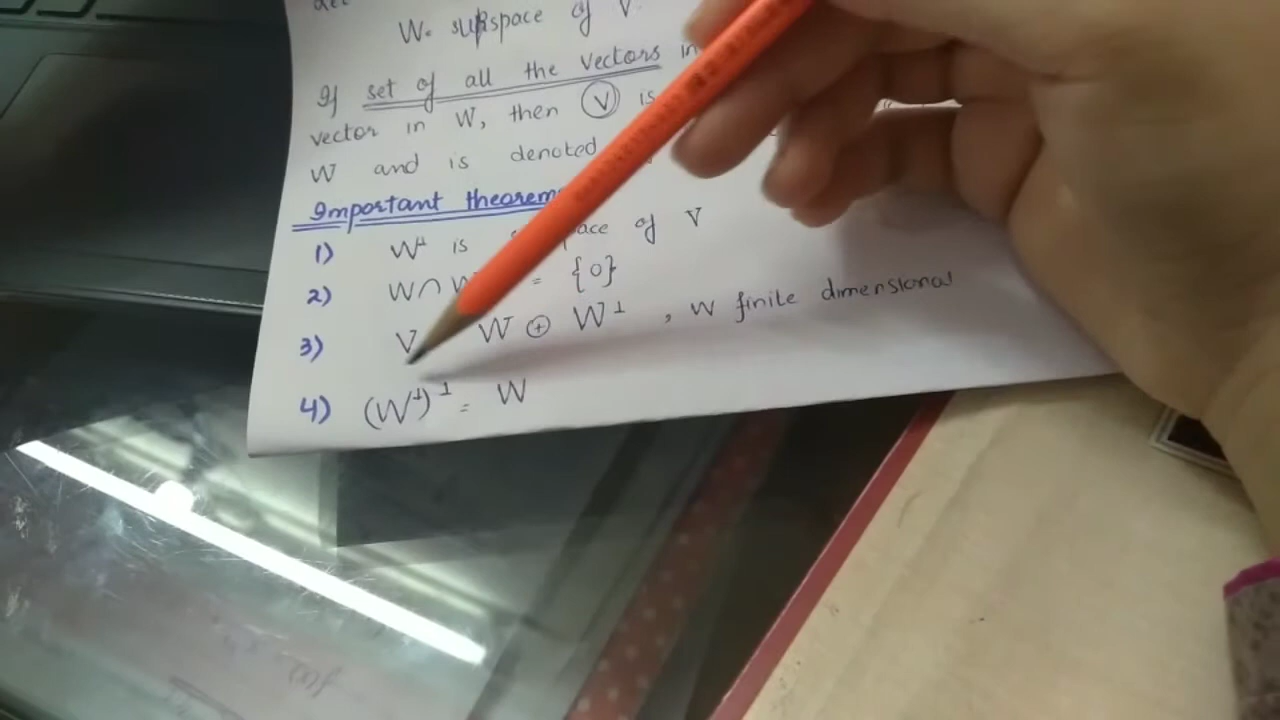 W. subspace of V.
If set of all the vectors in
vector in W, then V is
W and is denoted
Important theorem
1) W⊥ is of V
2) W ∩ W = {0}
3) V W ⊕ W⊥ , W finite dimensional
4) (W⊥)⊥ = W